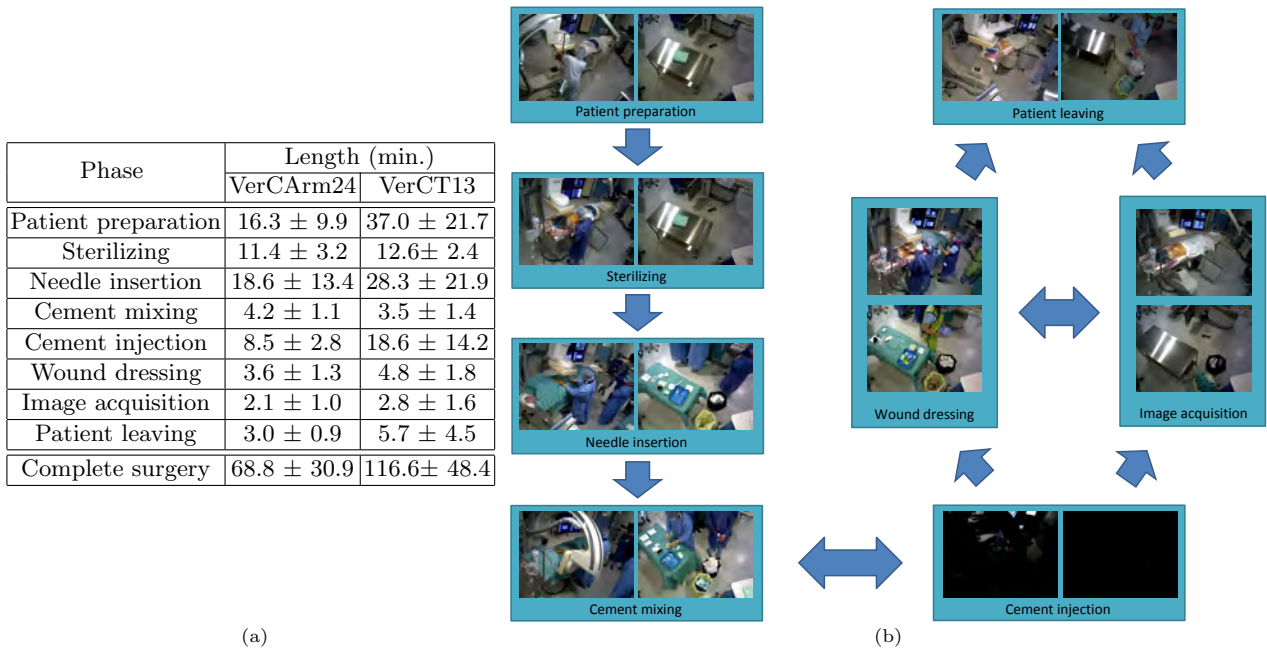 Phase Length (min.)
VerCArm24 VerCT13
Patient preparation 16.3 ± 9.9 37.0 ± 21.7
Sterilizing 11.4 ± 3.2 12.6± 2.4
Needle insertion 18.6 ± 13.4 28.3 ± 21.9
Cement mixing 4.2 ± 1.1 3.5 ± 1.4
Cement injection 8.5 ± 2.8 18.6 ± 14.2
Wound dressing 3.6 ± 1.3 4.8 ± 1.8
Image acquisition 2.1 ± 1.0 2.8 ± 1.6
Patient leaving 3.0 ± 0.9 5.7 ± 4.5
Complete surgery 68.8 ± 30.9 116.6± 48.4
(a)
Patient preparation
Sterilizing
Needle insertion
Cement mixing
Cement injection
Wound dressing
Image acquisition
Patient leaving
(b)